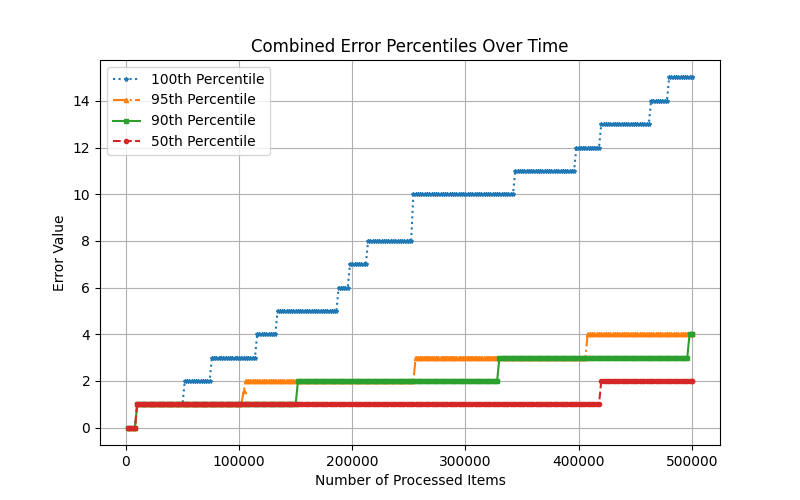 Combined Error Percentiles Over Time
100th Percentile
95th Percentile
90th Percentile
50th Percentile
Error Value
14
12
10
8
6
4
2
0
0 100000 200000 300000 400000 500000
Number of Processed Items